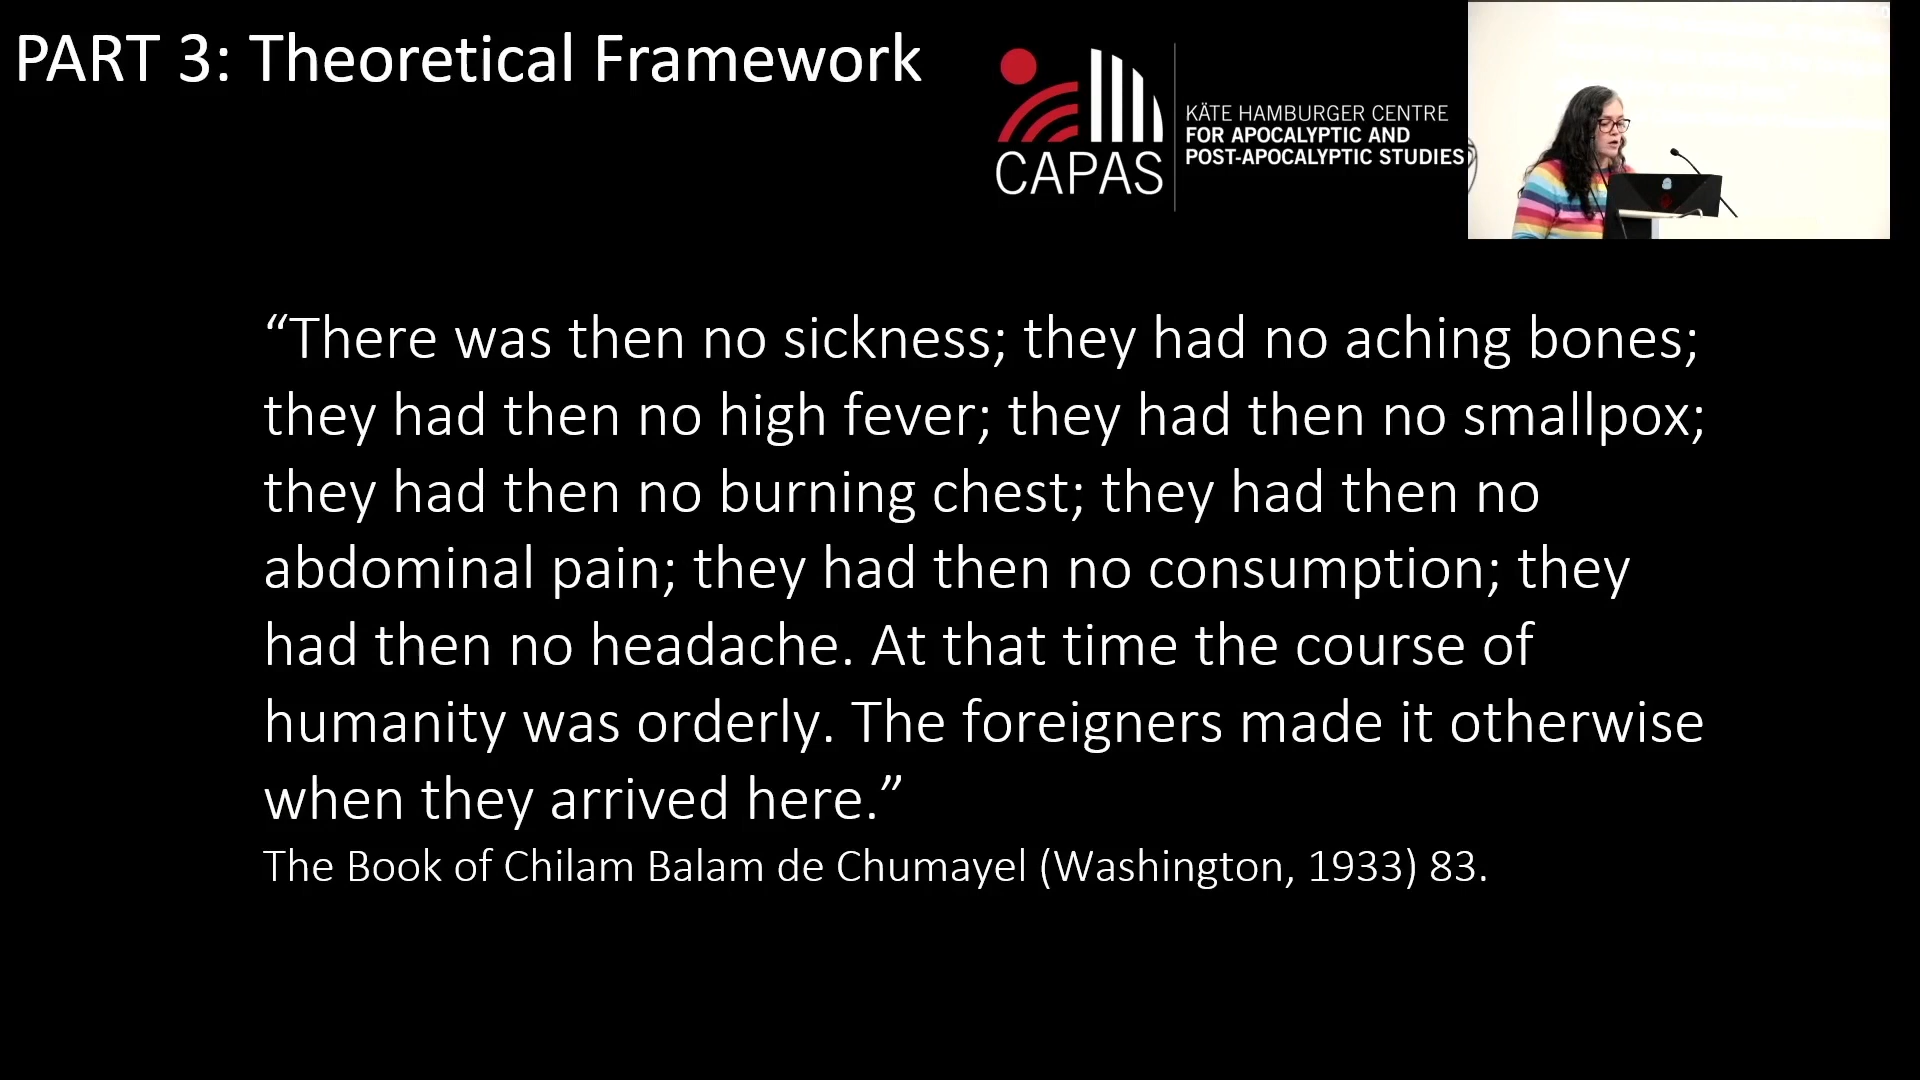 PART 3: Theoretical Framework
CAPAS
KÄTE HAMBURGER CENTRE
FOR APOCALYPTIC AND
POST-APOCALYPTIC STUDIES
“There was then no sickness; they had no aching bones;
they had then no high fever; they had then no smallpox;
they had then no burning chest; they had then no
abdominal pain; they had then no consumption; they
had then no headache. At that time the course of
humanity was orderly. The foreigners made it otherwise
when they arrived here.”
The Book of Chilam Balam de Chumayel (Washington, 1933) 83.